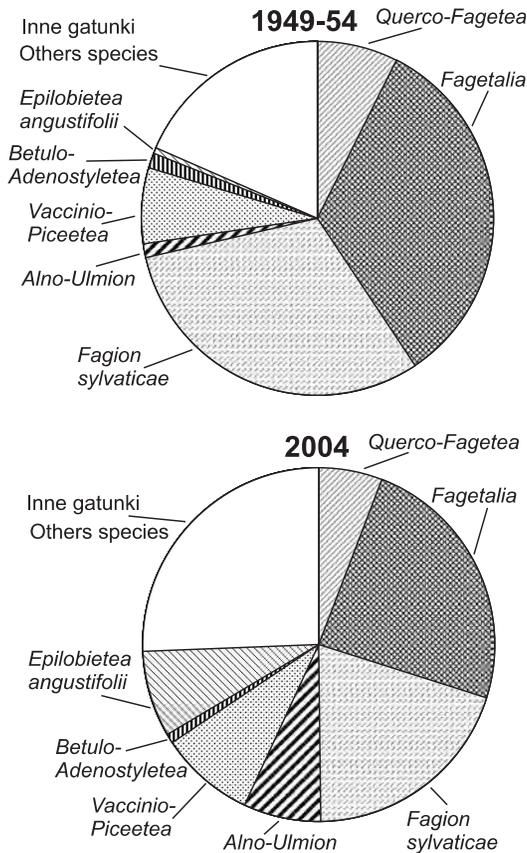 1949-54
Querco-Fagetea
Inne gatunki
Others species
Fagetalia
Epilobietea
angustifolii
Betulo-
Adenostyletea
Vaccinio-
Piceetea
Alno-Ulmion
Fagion
sylvaticae
2004
Querco-Fagetea
Inne gatunki
Others species
Fagetalia
Epilobietea
angustifolii
Betulo-
Adenostyletea
Vaccinio-
Piceetea
Alno-Ulmion
Fagion
sylvaticae